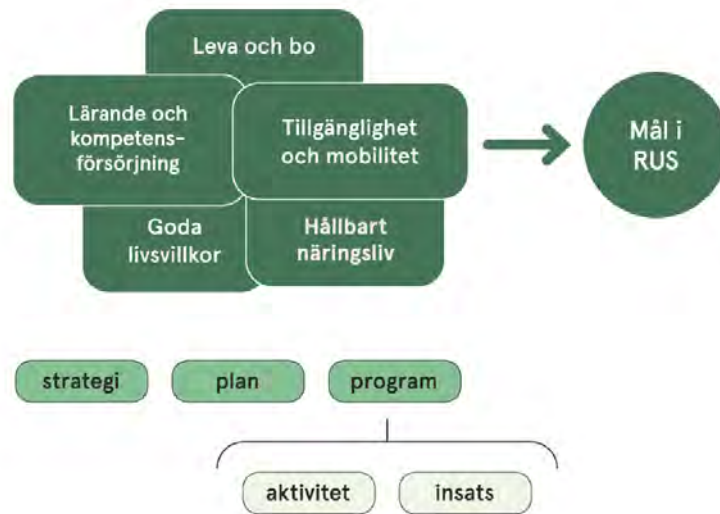 Leva och bo
Lärande och
kompetens-
försörjning
Tillgänglighet
och mobilitet
Mål i
RUS
Goda
livsvillkor
Hållbart
näringsliv
strategi
plan
program
aktivitet
insats